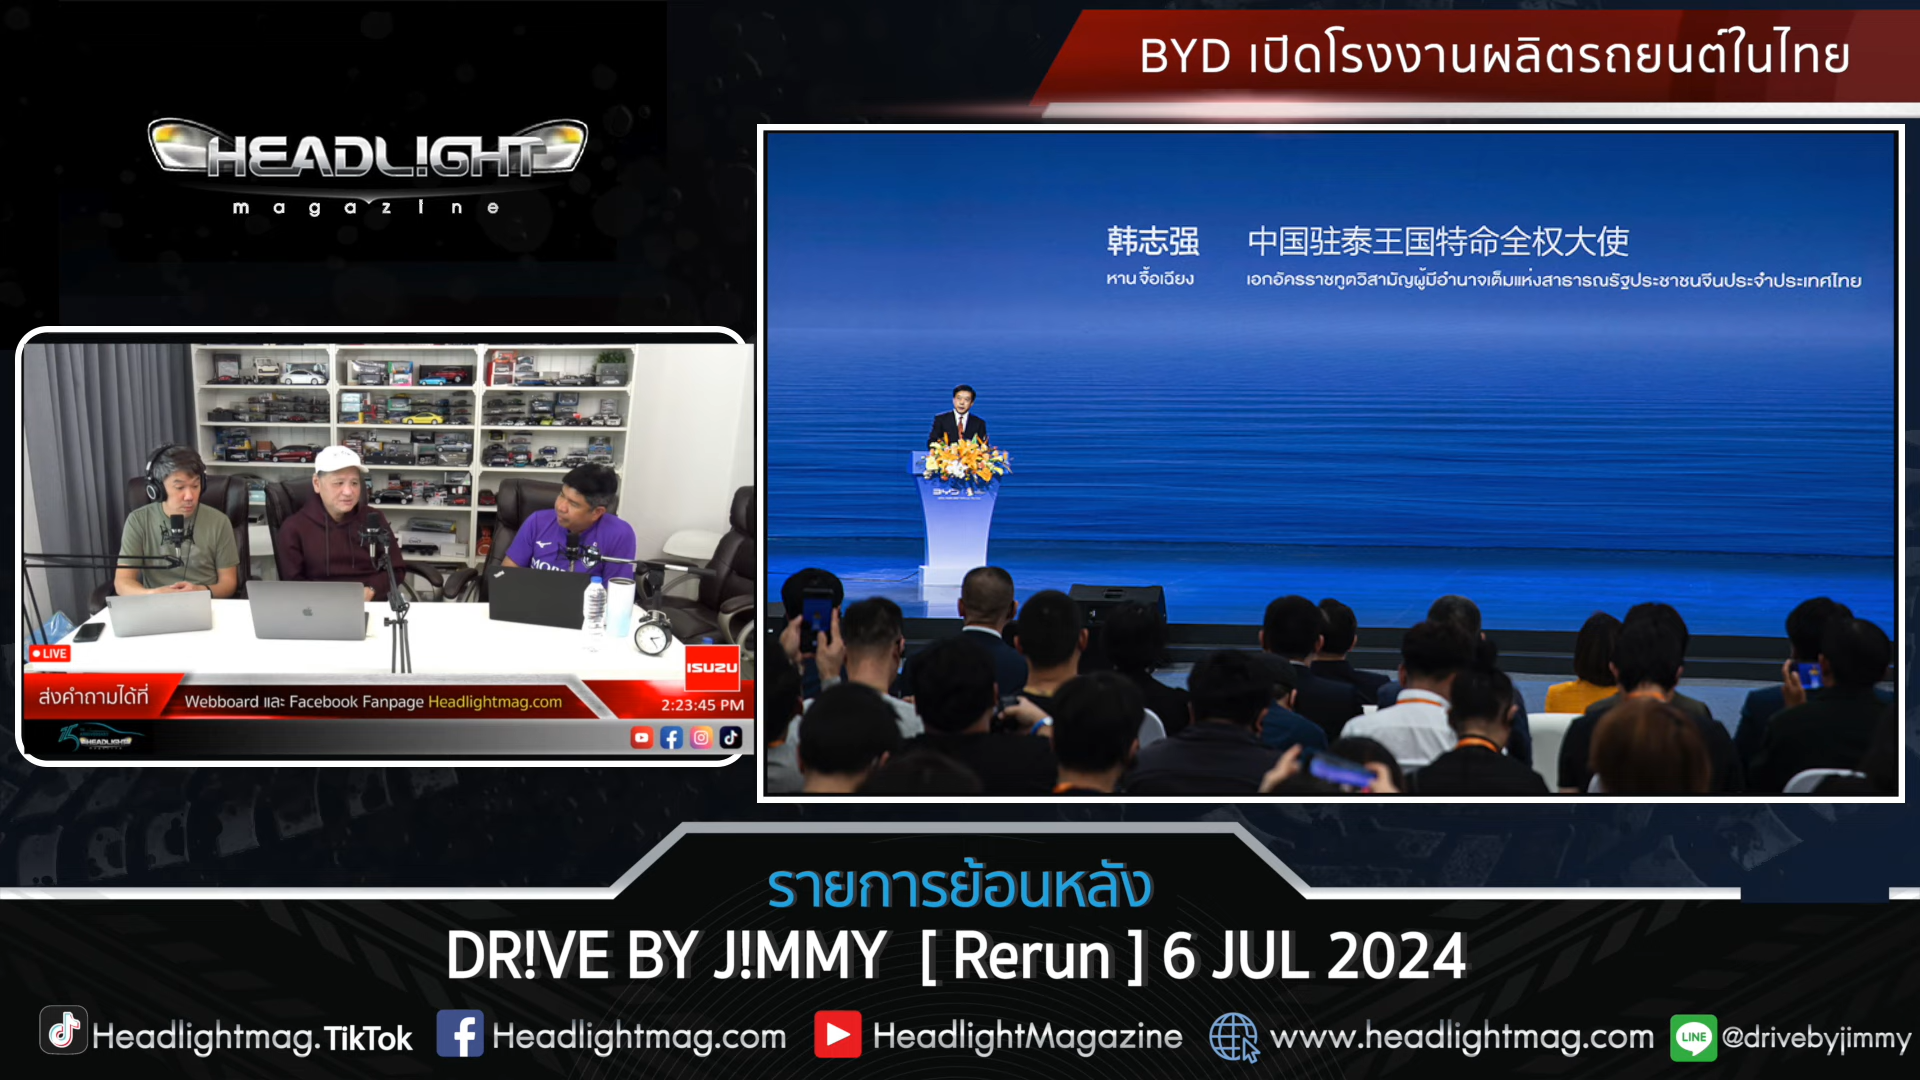 BYD เปิดโรงงานผลิตรถยนต์ในไทย
HEADL!GHT
magazine
韩志强 中国驻泰王国特命全权大使
หาน จื้อเฉียง เอกอัครราชทูตวิสามัญผู้มีอำนาจเต็มแห่งสาธารณรัฐประชาชนจีนประจำประเทศไทย
BYD
LIVE
ISUZU
ส่งคำถามได้ที่ Webboard และ Facebook Fanpage Headlightmag.com
2:23:45 PM
15 HEADLIGHT
รายการย้อนหลัง
DR!VE BY J!MMY [ Rerun ] 6 JUL 2024
Headlightmag.TikTok Headlightmag.com HeadlightMagazine www.headlightmag.com LINE @drivebyjimmy